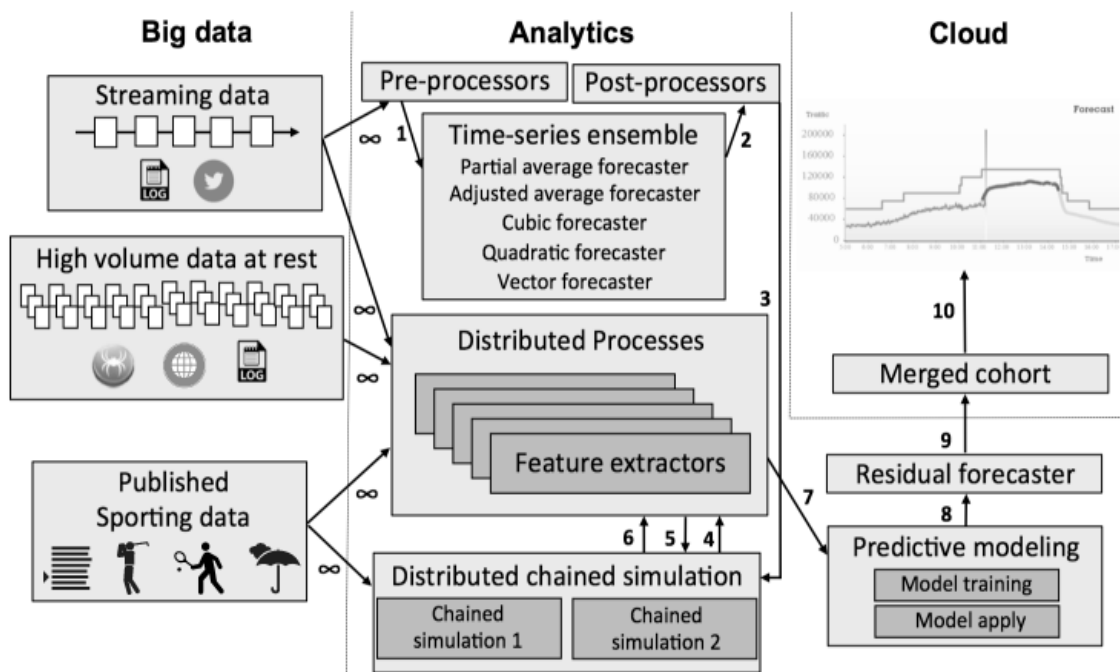 Big data
Analytics
Cloud
Streaming data
LOG
High volume data at rest
LOG
Published
Sporting data
∞
∞
∞
∞
∞
Pre-processors
Post-processors
1
2
Time-series ensemble
Partial average forecaster
Adjusted average forecaster
Cubic forecaster
Quadratic forecaster
Vector forecaster
3
Distributed Processes
Feature extractors
6
5
4
Distributed chained simulation
Chained
simulation 1
Chained
simulation 2
7
Forecast
Traffic
200000
160000
120000
80000
40000
0
Time
10
Merged cohort
9
Residual forecaster
8
Predictive modeling
Model training
Model apply